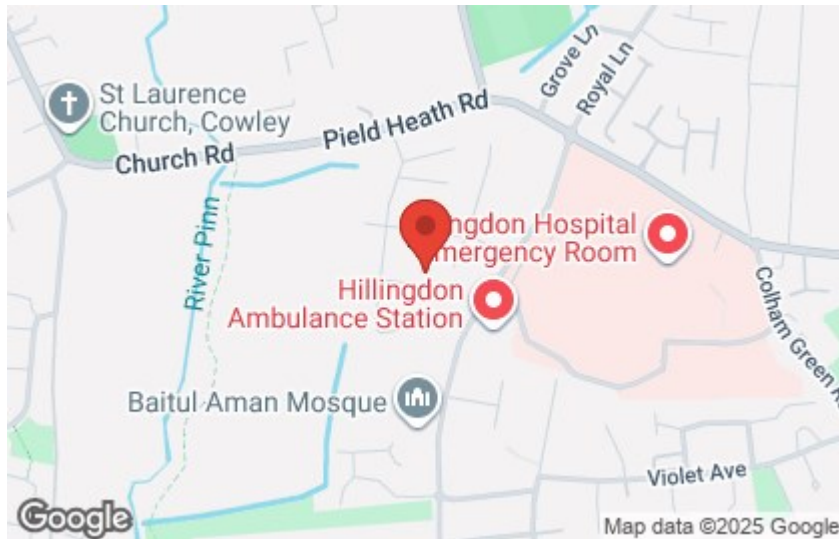 St Laurence
Church, Cowley
Church Rd
Pield Heath Rd
Grove Ln
Royal Ln
River Pinn
ngdon Hospital
mergency Room
Hillingdon
Ambulance Station
Colham Green R
Baitul Aman Mosque
Violet Ave
Google
Map data ©2025 Google